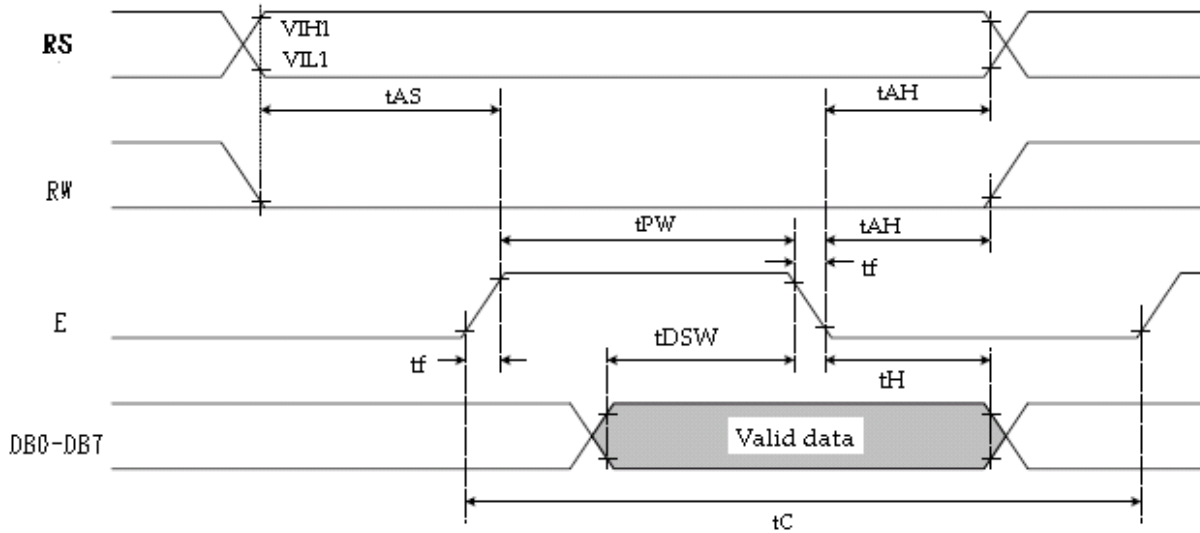 RS
VIH1
VIL1
tAS
tAH
RW
tPW
tAH
tf
E
tDSW
tf
tH
DB0-DB7
Valid data
tC